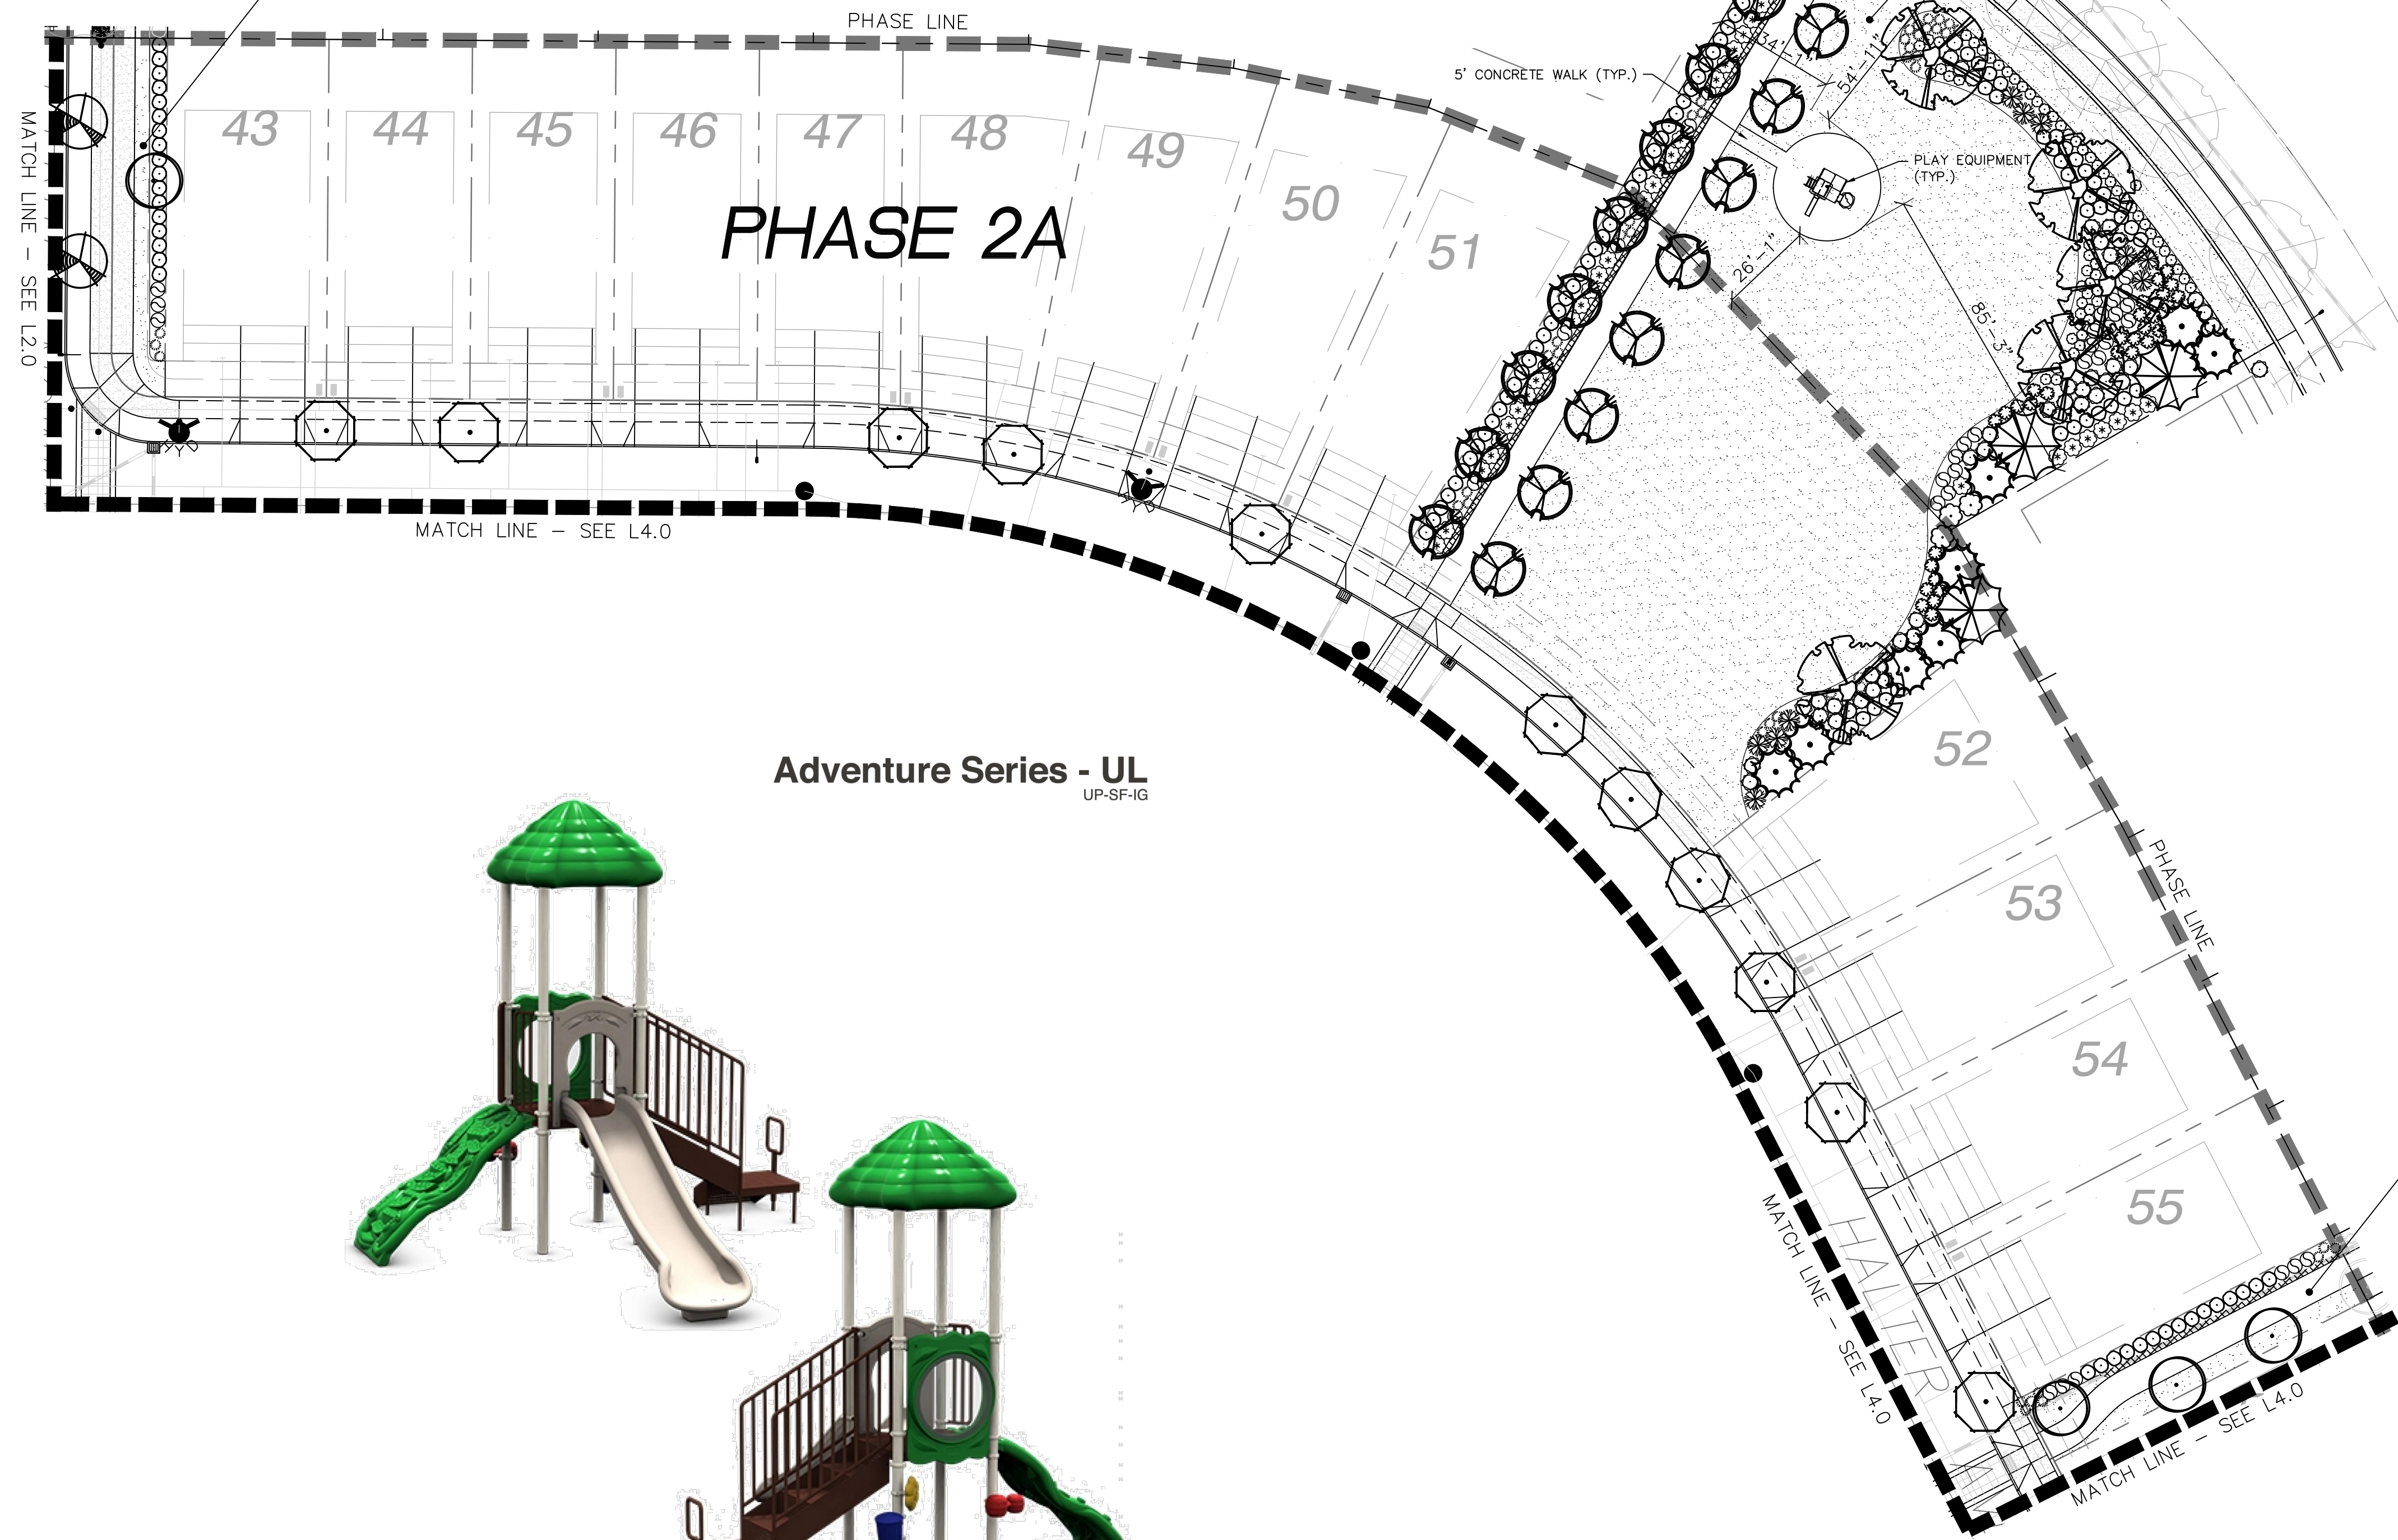 PHASE LINE
5' CONCRETE WALK (TYP.)
54'-11"
PLAY EQUIPMENT
(TYP.)
26'-1"
85'-3"
MATCH LINE - SEE L2.0
43
44
45
46
47
48
49
50
51
PHASE 2A
MATCH LINE - SEE L4.0
52
53
54
55
PHASE LINE
MATCH LINE - SEE L4.0
MATCH LINE - SEE L4.0
Adventure Series - UL
UP-SF-IG